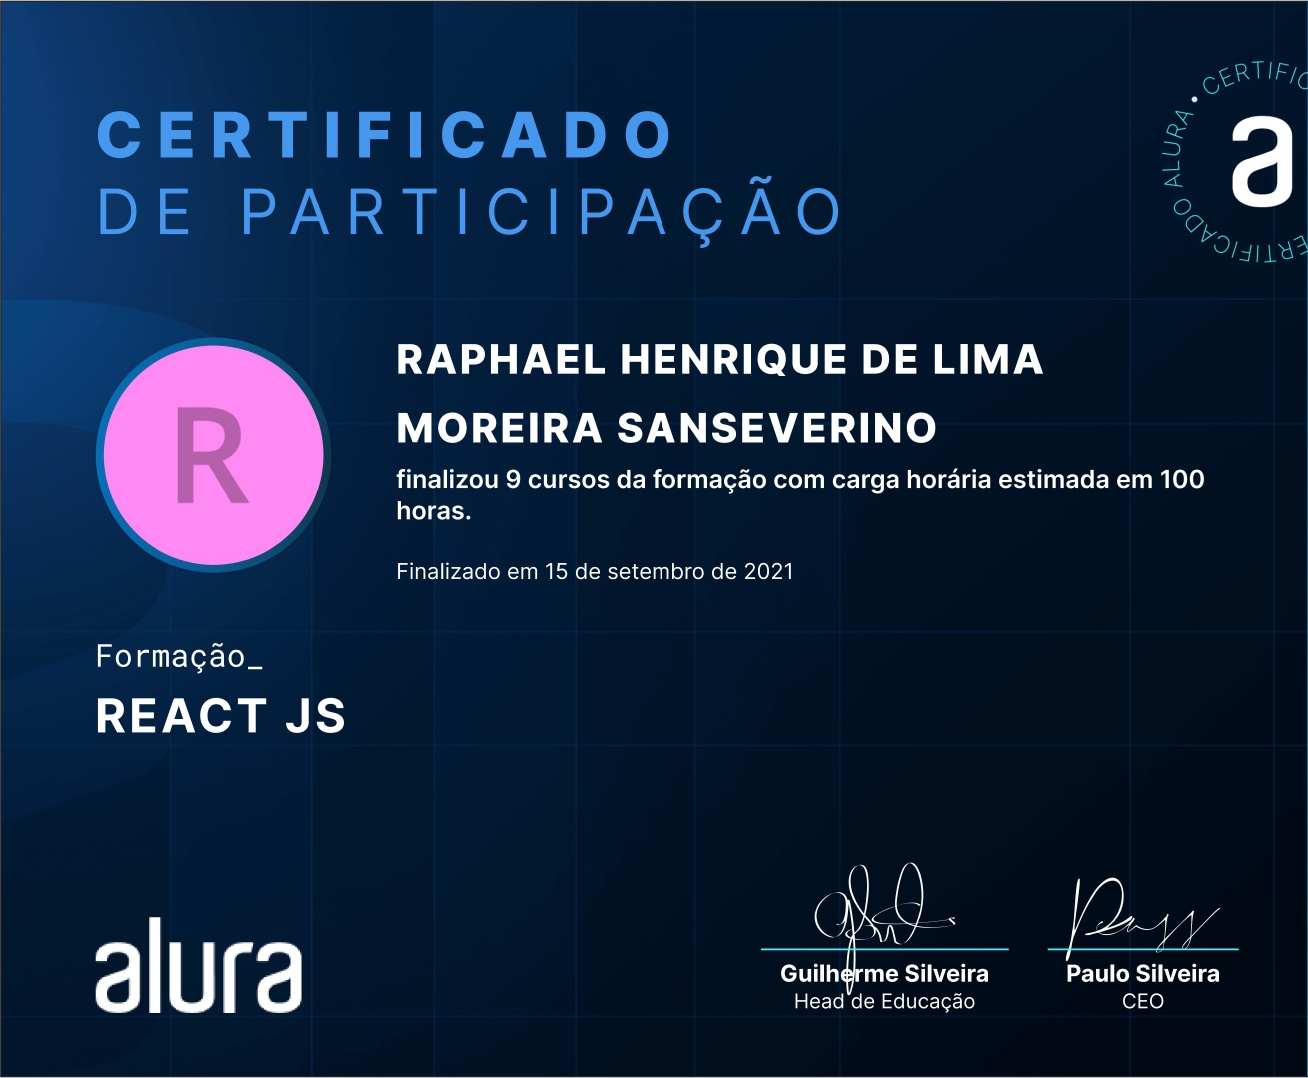 CERTIFICADO
DE PARTICIPAÇÃO
• CERTIFIC
CERTIFICADO ALURA
a
R
RAPHAEL HENRIQUE DE LIMA
MOREIRA SANSEVERINO
finalizou 9 cursos da formação com carga horária estimada em 100
horas.
Finalizado em 15 de setembro de 2021
Formação_
REACT JS
alura
Guilherme Silveira
Head de Educação
Paulo Silveira
CEO